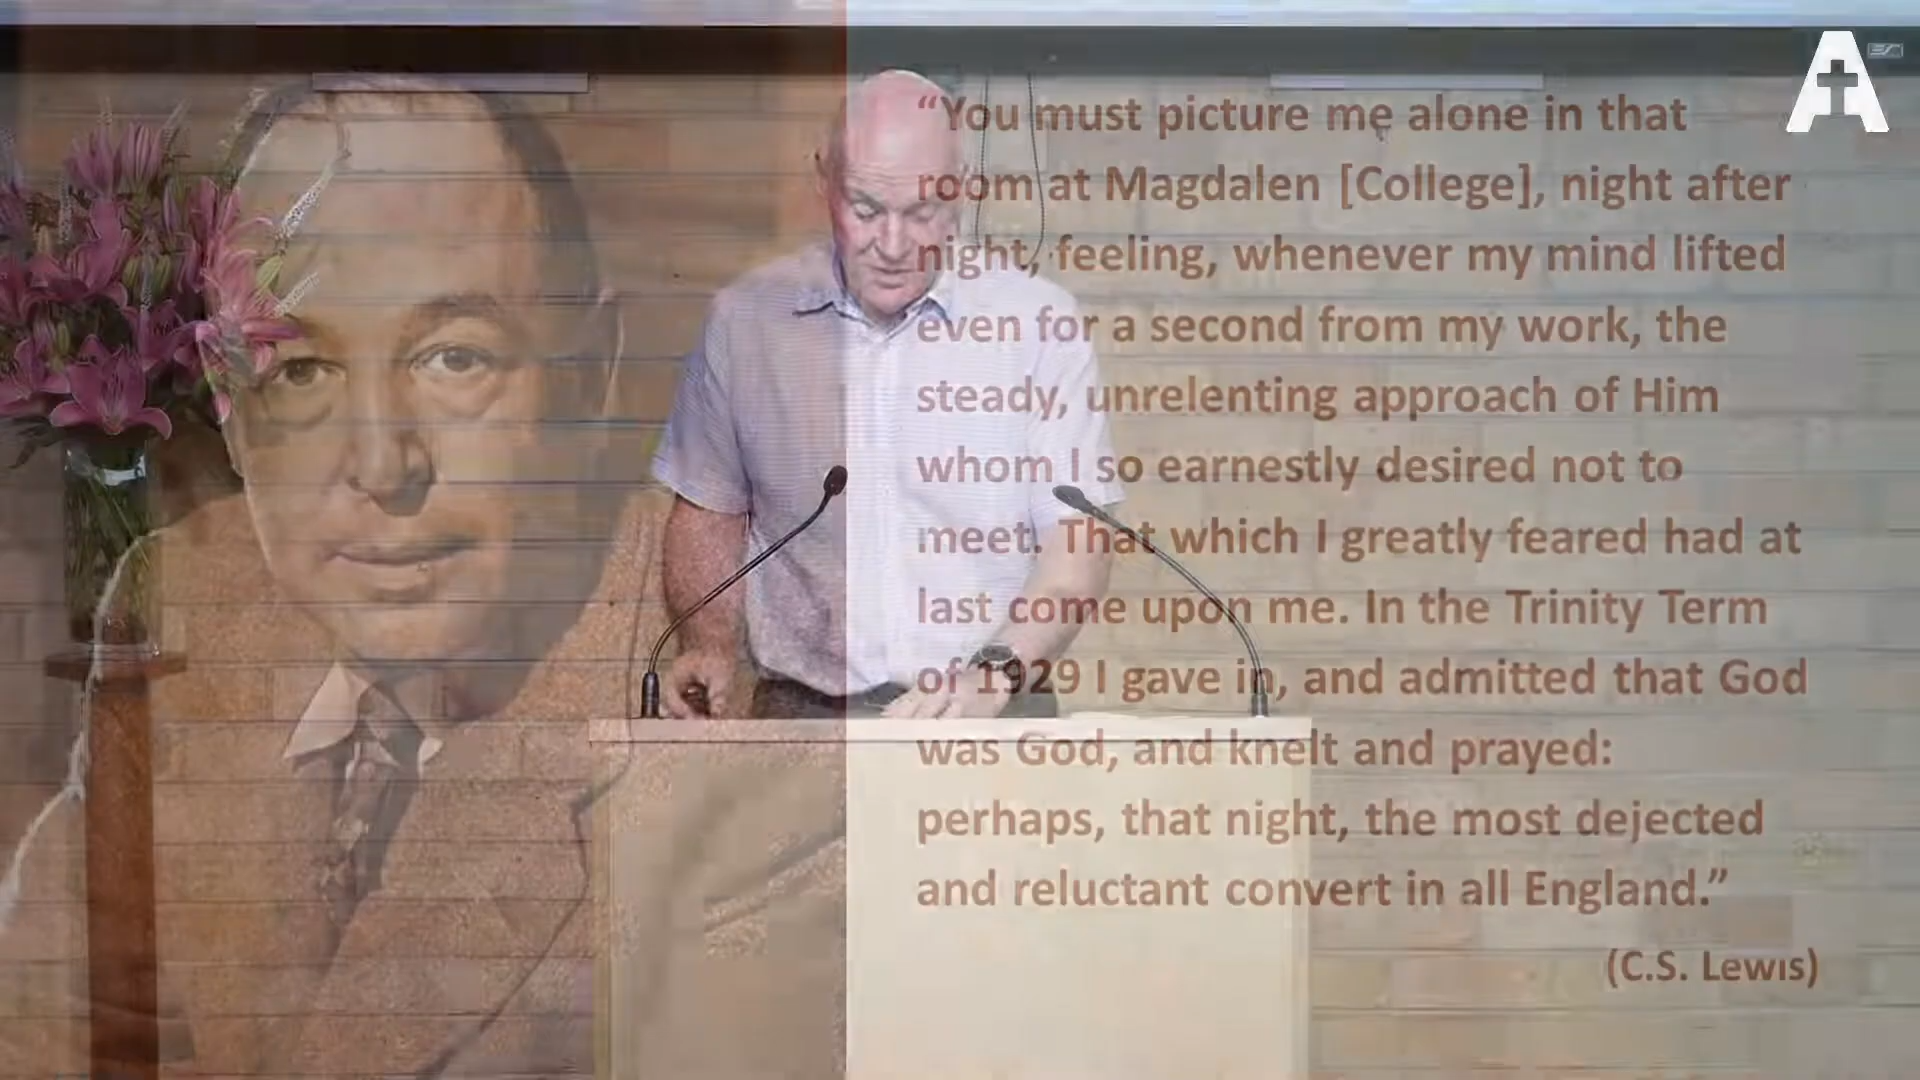 “You must picture me alone in that
room at Magdalen [College], night after
night, feeling, whenever my mind lifted
even for a second from my work, the
steady, unrelenting approach of Him
whom I so earnestly desired not to
meet. That which I greatly feared had at
last come upon me. In the Trinity Term
of 1929 I gave in, and admitted that God
was God, and knelt and prayed:
perhaps, that night, the most dejected
and reluctant convert in all England.”
(C.S. Lewis)